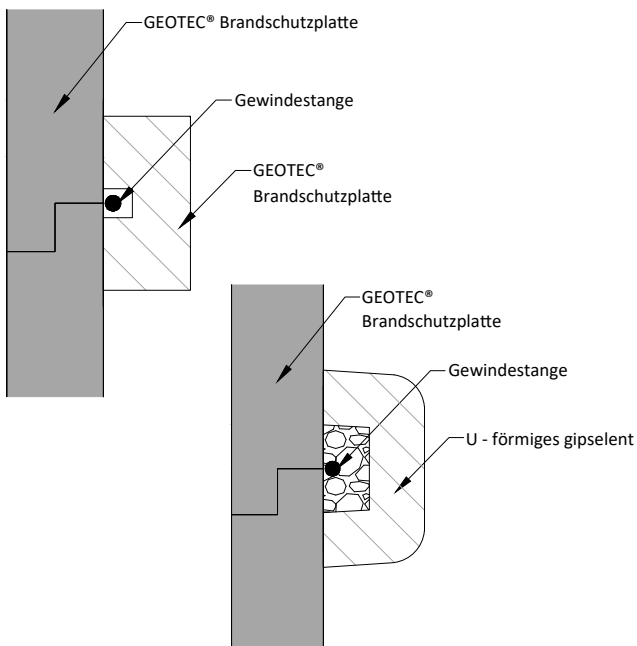 GEOTEC® Brandschutzplatte
Gewindestange
GEOTEC®
Brandschutzplatte
GEOTEC®
Brandschutzplatte
Gewindestange
U - förmiges gipselent